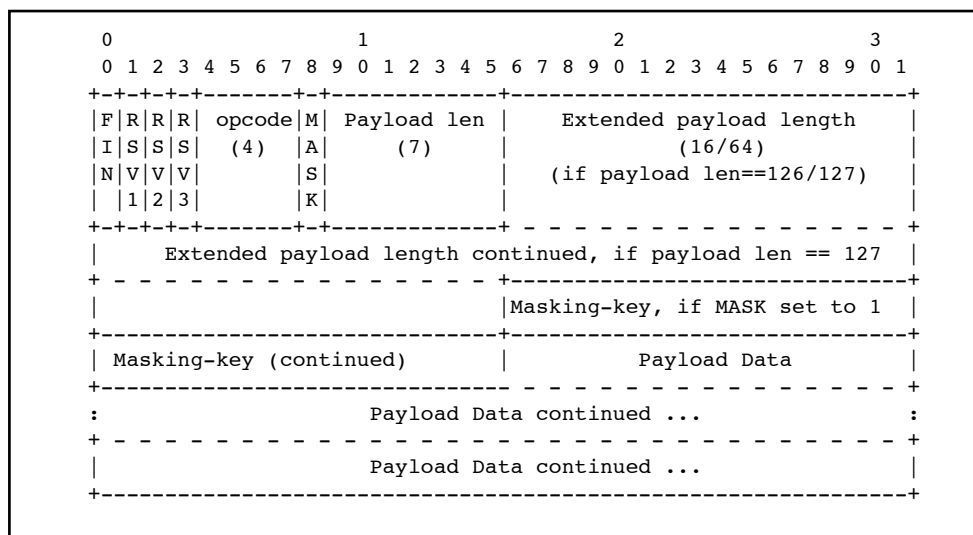 0                   1                   2                   3
 0 1 2 3 4 5 6 7 8 9 0 1 2 3 4 5 6 7 8 9 0 1 2 3 4 5 6 7 8 9 0 1
+-+-+-+-+-------+-+-------------+-------------------------------+
|F|R|R|R| opcode|M| Payload len |    Extended payload length    |
|I|S|S|S|  (4)  |A|     (7)     |             (16/64)           |
|N|V|V|V|       |S|             |   (if payload len==126/127)   |
| |1|2|3|       |K|             |                               |
+-+-+-+-+-------+-+-------------+ - - - - - - - - - - - - - - - +
|     Extended payload length continued, if payload len == 127  |
+ - - - - - - - - - - - - - - - +-------------------------------+
|                               |Masking-key, if MASK set to 1  |
+-------------------------------+-------------------------------+
| Masking-key (continued)       |          Payload Data         |
+-------------------------------- - - - - - - - - - - - - - - - +
:                     Payload Data continued ...                :
+ - - - - - - - - - - - - - - - - - - - - - - - - - - - - - - - +
|                     Payload Data continued ...                |
+---------------------------------------------------------------+